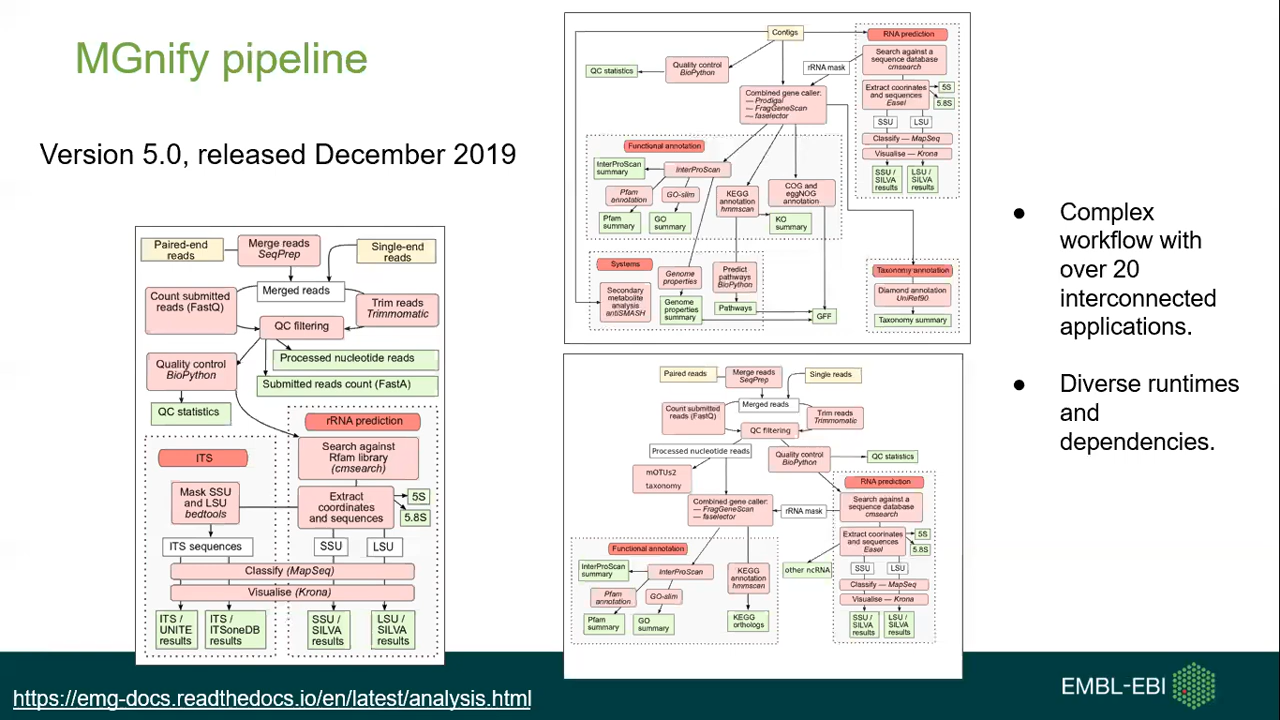 MGnify pipeline
Version 5.0, released December 2019
Paired-end
reads
Merge reads
SeqPrep
Single-end
reads
Merged reads
Count submitted
reads (FastQ)
Trim reads
Trimmomatic
QC filtering
Quality control
BioPython
Processed nucleotide reads
Submitted reads count (FastA)
QC statistics
rRNA prediction
ITS
Search against
Rfam library
(cmsearch)
Mask SSU
and LSU
bedtools
Extract
coordinates
and sequences
5S
5.8S
ITS sequences
SSU
LSU
Classify (MapSeq)
Visualise (Krona)
ITS /
UNITE
results
ITS /
ITSoneDB
results
SSU /
SILVA
results
LSU /
SILVA
results
https://emg-docs.readthedocs.io/en/latest/analysis.html
Contigs
RNA prediction
Quality control
BioPython
QC statistics
rRNA mask
Search against a
sequence database
cmsearch
Combined gene caller:
— Prodigal
— FragGeneScan
— faselector
Extract coorinates
and sequences
Easel
5S
5.8S
SSU
LSU
Classify — MapSeq
Visualise — Krona
SSU /
SILVA
results
LSU /
SILVA
results
Functional annotation
InterProScan
summary
InterProScan
Pfam
annotation
GO-slim
KEGG
annotation
hmmscan
COG and
eggNOG
annotation
Pfam
summary
GO
summary
KO
summary
Systems
Secondary
metabolite
analysis
antiSMASH
Genome
properties
Predict
pathways
BioPython
Genome
properties
summary
Pathways
GFF
Taxonomy annotation
Diamond annotation
UniRef90
Taxonomy summary
Paired reads
Merge reads
SeqPrep
Single reads
Merged reads
Count submitted
reads (FastQ)
Trim reads
Trimmomatic
QC filtering
Processed nucleotide reads
Quality control
BioPython
QC statistics
mOTUs2
taxonomy
RNA prediction
Combined gene caller:
— FragGeneScan
— faselector
rRNA mask
Search against a
sequence database
cmsearch
Extract coorinates
and sequences
Easel
5S
5.8S
Functional annotation
InterProScan
summary
InterProScan
KEGG
annotation
hmmscan
other ncRNA
SSU
LSU
Pfam
annotation
GO-slim
Classify — MapSeq
Visualise — Krona
Pfam
summary
GO
summary
KEGG
orthologs
SSU /
SILVA
results
LSU /
SILVA
results
● Complex
workflow with
over 20
interconnected
applications.
● Diverse runtimes
and
dependencies.
EMBL-EBI